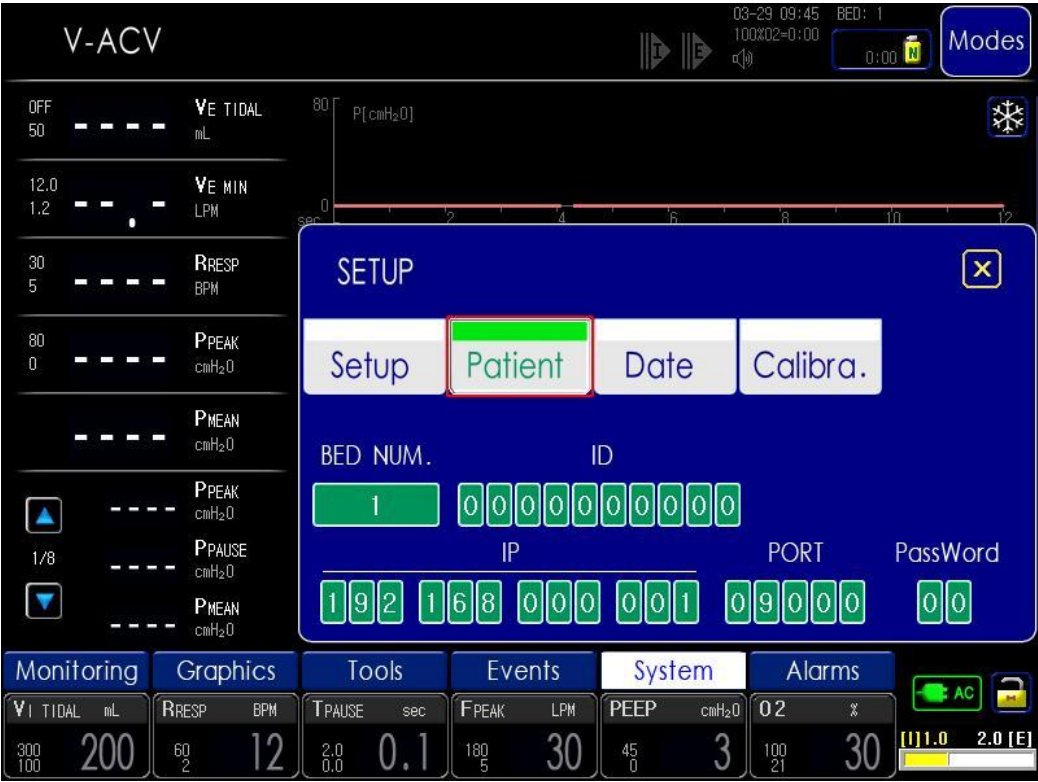 V-ACV
03-29 09:45 BED: 1
100%O2=0:00
0:00 N
Modes
OFF
50
---- VE TIDAL
mL
80
P[cmH2O]
0
sec 2 4 6 8 10 12
12.0
1.2
--.- VE MIN
LPM
30
5
---- RRESP
BPM
80
0
---- PPEAK
cmH2O
---- PMEAN
cmH2O
---- PPEAK
cmH2O
1/8
---- PPAUSE
cmH2O
---- PMEAN
cmH2O
SETUP
Setup Patient Date Calibra.
BED NUM. ID
1 0000000000
IP PORT PassWord
192 168 000 001 09000 00
Monitoring Graphics Tools Events System Alarms
VI TIDAL mL RRESP BPM TPAUSE sec FPEAK LPM PEEP cmH2O O2 %
300
100
200
60
2
12
2.0
0.0
0.1
180
5
30
45
0
3
100
21
30
AC
[I]1.0 2.0 [E]